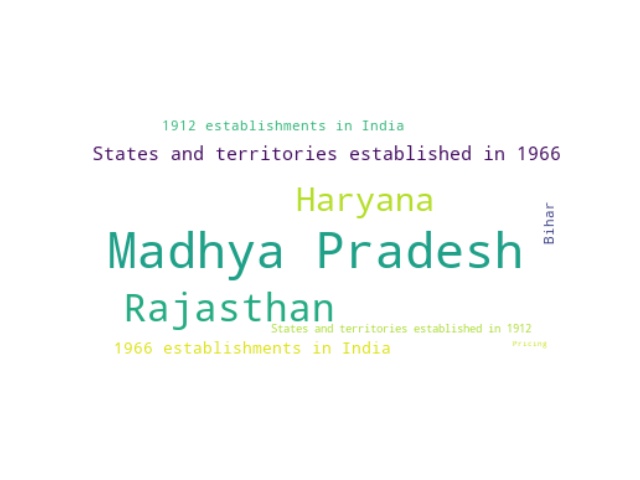 1912 establishments in India
States and territories established in 1966
Haryana
Bihar
Madhya Pradesh
Rajasthan
States and territories established in 1912
Pricing
1966 establishments in India